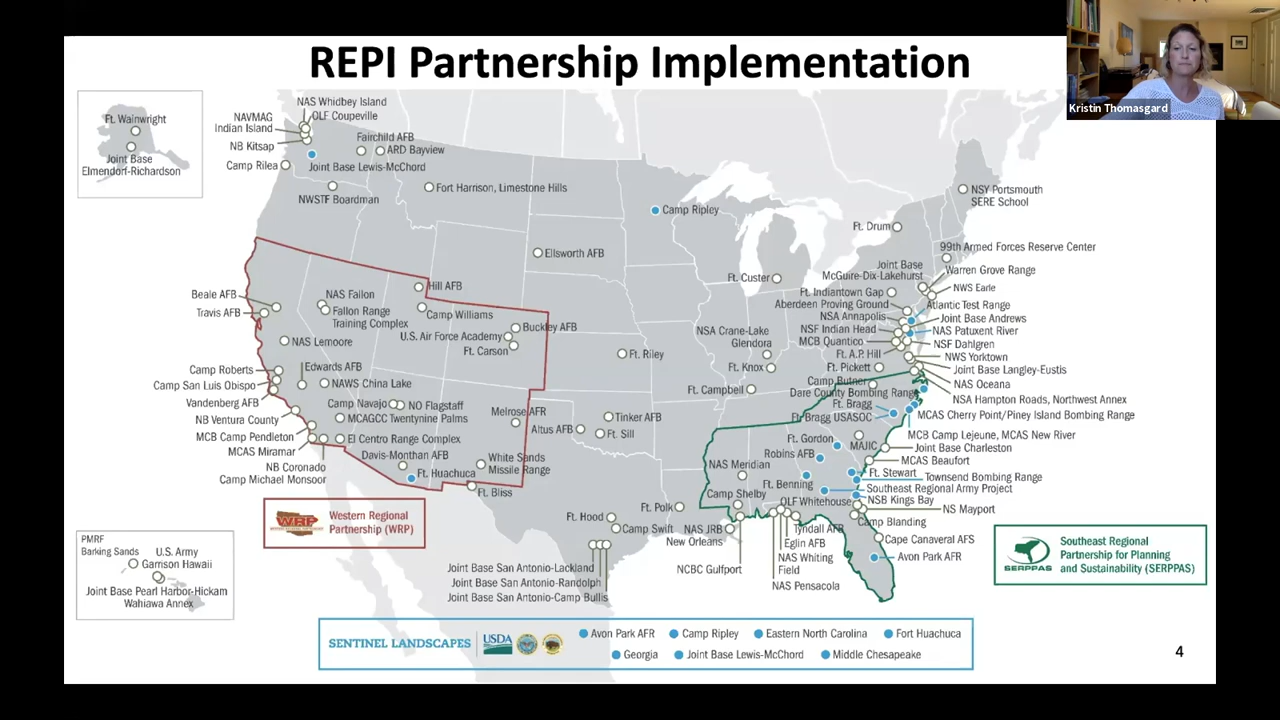 REPI Partnership Implementation
Kristin Thomasgard
Ft. Wainwright
Joint Base
Elmendorf-Richardson
NAS Whidbey Island
OLF Coupeville
NAVMAG
Indian Island
NB Kitsap
Camp Rilea
Fairchild AFB
ARD Bayview
Joint Base Lewis-McChord
NWSTF Boardman
Fort Harrison, Limestone Hills
Camp Ripley
NSY Portsmouth
SERE School
Ft. Drum
99th Armed Forces Reserve Center
Ellsworth AFB
Ft. Custer
Joint Base
McGuire-Dix-Lakehurst
Warren Grove Range
NWS Earle
Ft. Indiantown Gap
Aberdeen Proving Ground
Atlantic Test Range
NSA Annapolis
Joint Base Andrews
NSF Indian Head
NAS Patuxent River
MCB Quantico
NSF Dahlgren
Ft. A.P. Hill
NWS Yorktown
Ft. Pickett
Joint Base Langley-Eustis
Camp Butner
NAS Oceana
Dare County Bombing Range
NSA Hampton Roads, Northwest Annex
Ft. Bragg
MCAS Cherry Point/Piney Island Bombing Range
Ft. Bragg USASOC
MCB Camp Lejeune, MCAS New River
Hill AFB
Beale AFB
Travis AFB
NAS Fallon
Fallon Range
Training Complex
Camp Williams
Buckley AFB
U.S. Air Force Academy
Ft. Carson
NAS Lemoore
NSA Crane-Lake
Glendora
Ft. Riley
Ft. Knox
Ft. Campbell
Camp Roberts
Edwards AFB
Camp San Luis Obispo
NAWS China Lake
Vandenberg AFB
Camp Navajo
NO Flagstaff
NB Ventura County
MCAGCC Twentynine Palms
Melrose AFR
Altus AFB
Tinker AFB
Ft. Sill
MCB Camp Pendleton
El Centro Range Complex
MCAS Miramar
Davis-Monthan AFB
NB Coronado
Camp Michael Monsoor
Ft. Huachuca
White Sands
Missile Range
Ft. Bliss
Ft. Gordon
MAJIC
Joint Base Charleston
Robins AFB
MCAS Beaufort
NAS Meridian
Ft. Stewart
Townsend Bombing Range
Ft. Benning
Southeast Regional Army Project
Camp Shelby
OLF Whitehouse
NSB Kings Bay
NS Mayport
Ft. Polk
Ft. Hood
Camp Swift
NAS JRB
New Orleans
Tyndall AFB
Camp Blanding
Eglin AFB
Cape Canaveral AFS
NAS Whiting
Field
Avon Park AFR
NCBC Gulfport
NAS Pensacola
Joint Base San Antonio-Lackland
Joint Base San Antonio-Randolph
Joint Base San Antonio-Camp Bullis
WRP
Western Regional
Partnership (WRP)
PMRF
Barking Sands
U.S. Army
Garrison Hawaii
Joint Base Pearl Harbor-Hickam
Wahiawa Annex
SERPPAS
Southeast Regional
Partnership for Planning
and Sustainability (SERPPAS)
SENTINEL LANDSCAPES
USDA
Avon Park AFR
Camp Ripley
Eastern North Carolina
Fort Huachuca
Georgia
Joint Base Lewis-McChord
Middle Chesapeake
4